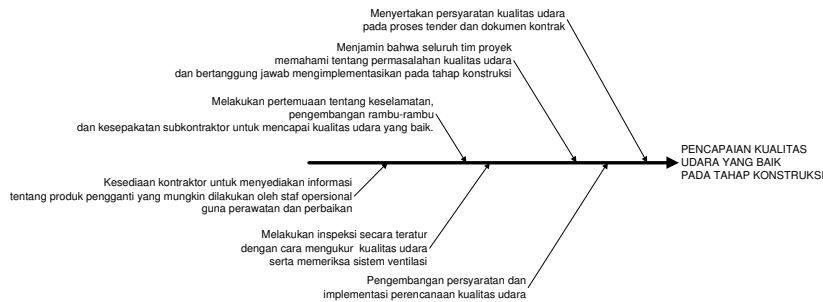 Menyertakan persyaratan kualitas udara
pada proses tender dan dokumen kontrak
Menjamin bahwa seluruh tim proyek
memahami tentang permasalahan kualitas udara
dan bertanggung jawab mengimplementasikan pada tahap konstruksi
Melakukan pertemuaan tentang keselamatan,
pengembangan rambu-rambu
dan kesepakatan subkontraktor untuk mencapai kualitas udara yang baik.
PENCAPAIAN KUALITAS
UDARA YANG BAIK
PADA TAHAP KONSTRUKSI
Kesediaan kontraktor untuk menyediakan informasi
tentang produk pengganti yang mungkin dilakukan oleh staf opersional
guna perawatan dan perbaikan
Melakukan inspeksi secara teratur
dengan cara mengukur kualitas udara
serta memeriksa sistem ventilasi
Pengembangan persyaratan dan
implementasi perencanaan kualitas udara